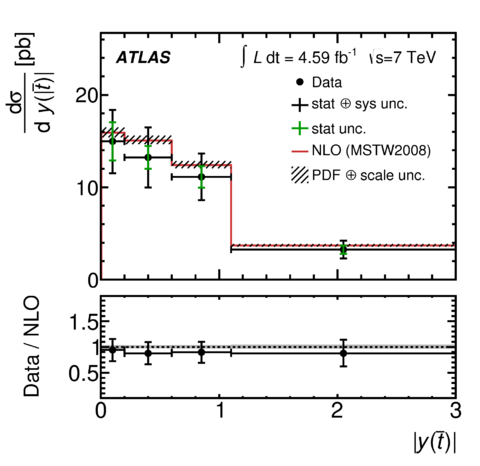 dσ
d |y(t̄)| [pb]
ATLAS ∫ L dt = 4.59 fb⁻¹ √s=7 TeV
Data
stat ⊕ sys unc.
stat unc.
NLO (MSTW2008)
PDF ⊕ scale unc.
20
10
0
Data / NLO
1.5
1
0.5
0 1 2 3
|y(t̄)|